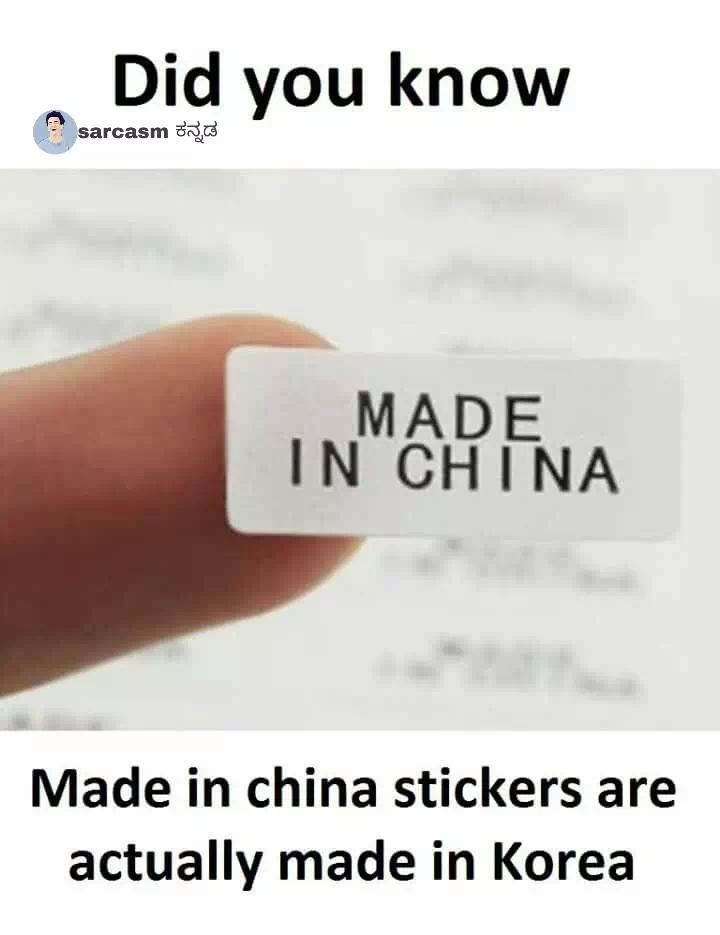 Did you know
sarcasm ಕನ್ನಡ
MADE
IN CHINA
Made in china stickers are
actually made in Korea